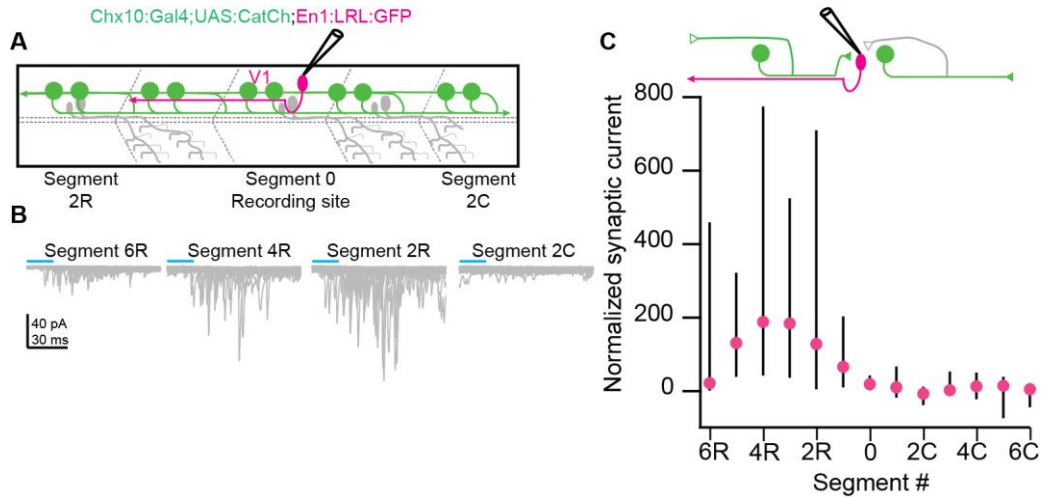 Chx10:Gal4;UAS:CatCh;En1:LRL:GFP
A
V1
Segment 2R
Segment 0 Recording site
Segment 2C
B
Segment 6R
Segment 4R
Segment 2R
Segment 2C
40 pA
30 ms
C
Normalized synaptic current
800
600
400
200
0
6R
4R
2R
0
2C
4C
6C
Segment #